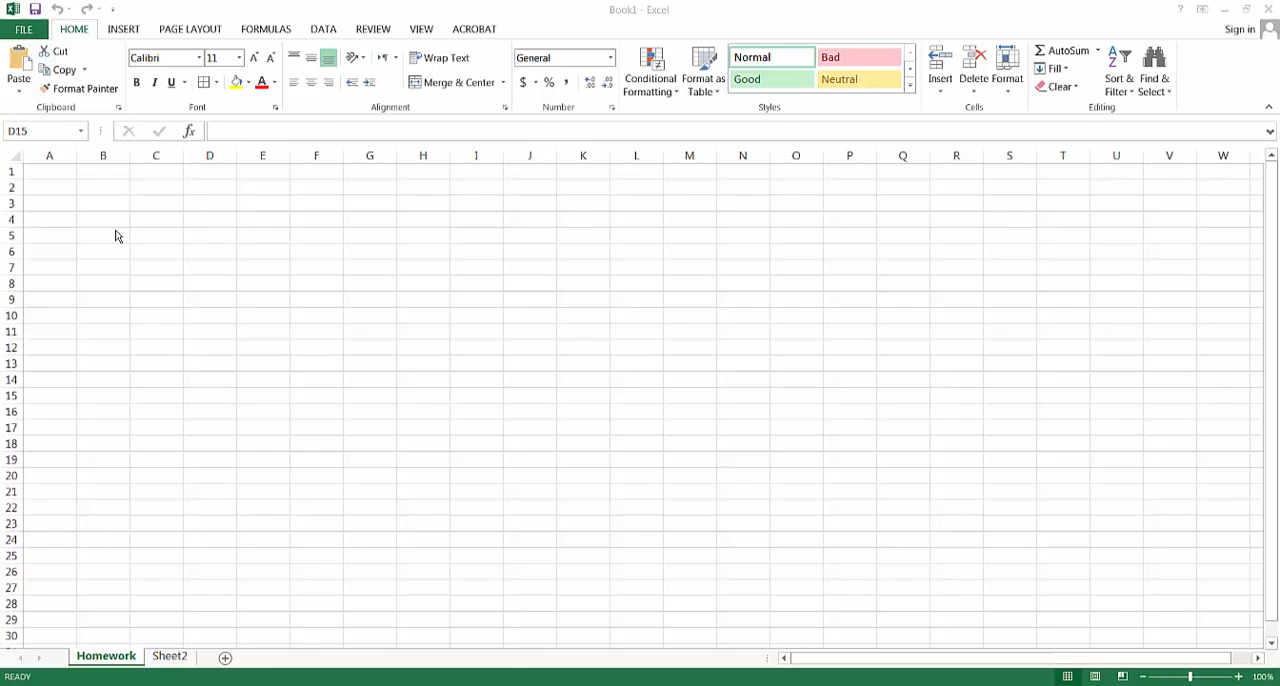 Book1 - Excel
?
FILE HOME INSERT PAGE LAYOUT FORMULAS DATA REVIEW VIEW ACROBAT Sign in
Paste Cut Copy Format Painter
Clipboard
Calibri 11
B I U A
Font
Wrap Text
Merge & Center
Alignment
General
$ % ,
Number
Conditional Formatting Format as Table
Normal Bad
Good Neutral
Styles
Insert Delete Format
Cells
AutoSum
Fill
Clear
Sort & Filter Find & Select
Editing
D15 fx
A B C D E F G H I J K L M N O P Q R S T U V W
1
2
3
4
5
6
7
8
9
10
11
12
13
14
15
16
17
18
19
20
21
22
23
24
25
26
27
28
29
30
Homework Sheet2
READY 100%